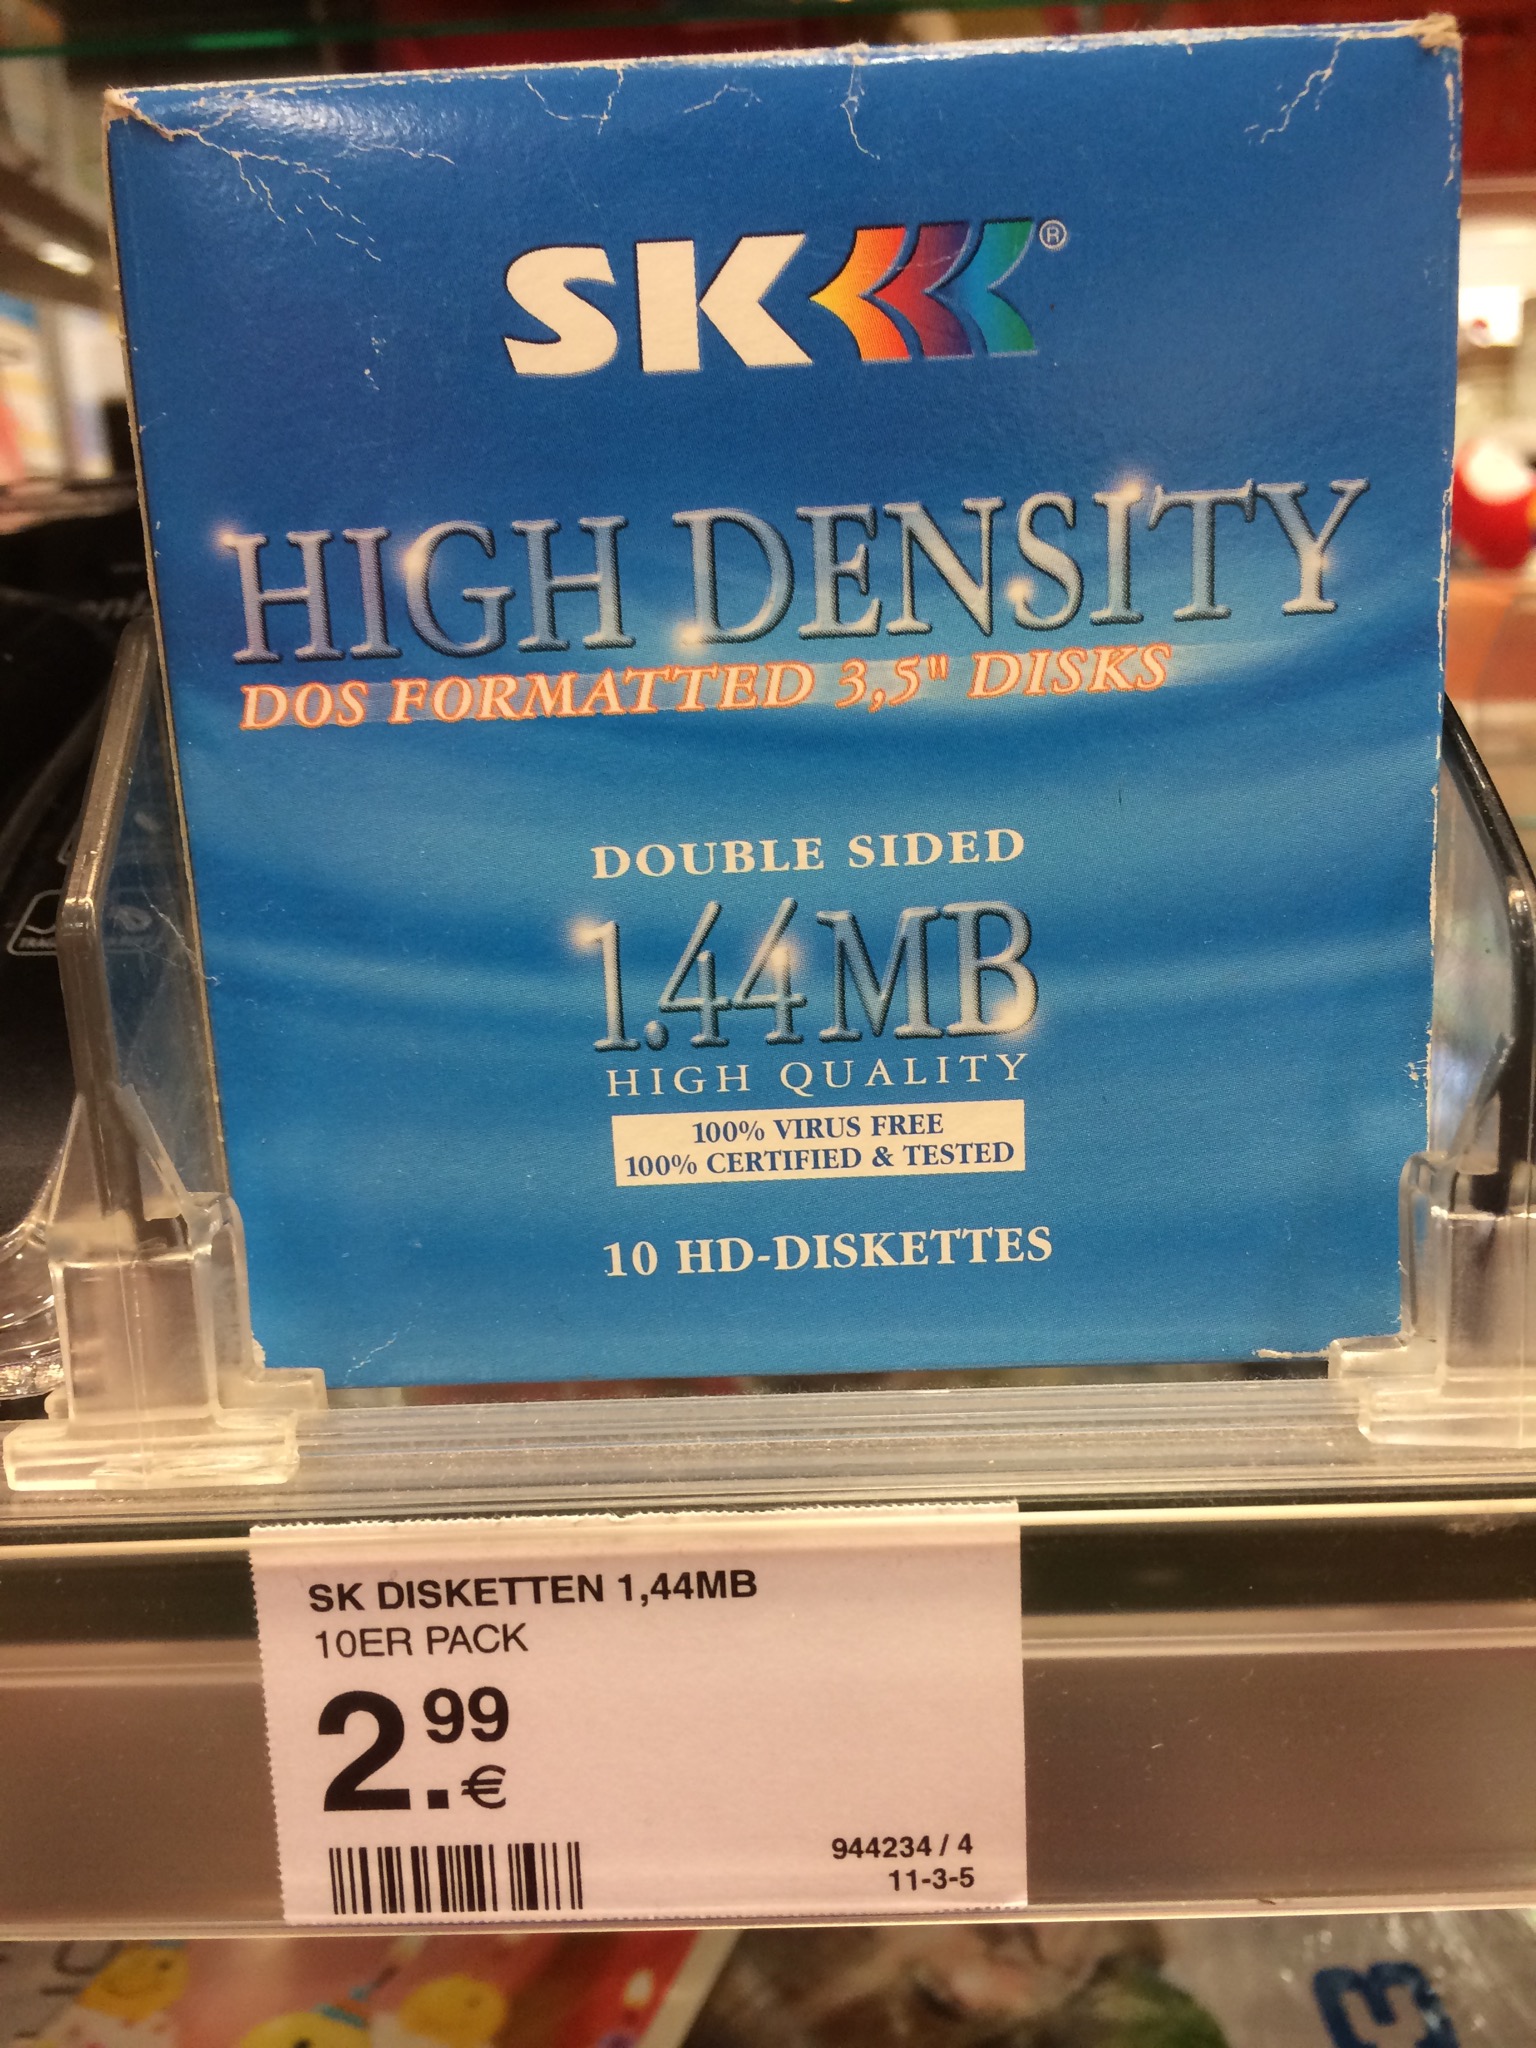 SK ®
HIGH DENSITY
DOS FORMATTED 3,5" DISKS
DOUBLE SIDED
1.44MB
HIGH QUALITY
100% VIRUS FREE
100% CERTIFIED & TESTED
10 HD-DISKETTES
SK DISKETTEN 1,44MB
10ER PACK
2.99
€
944234 / 4
11-3-5